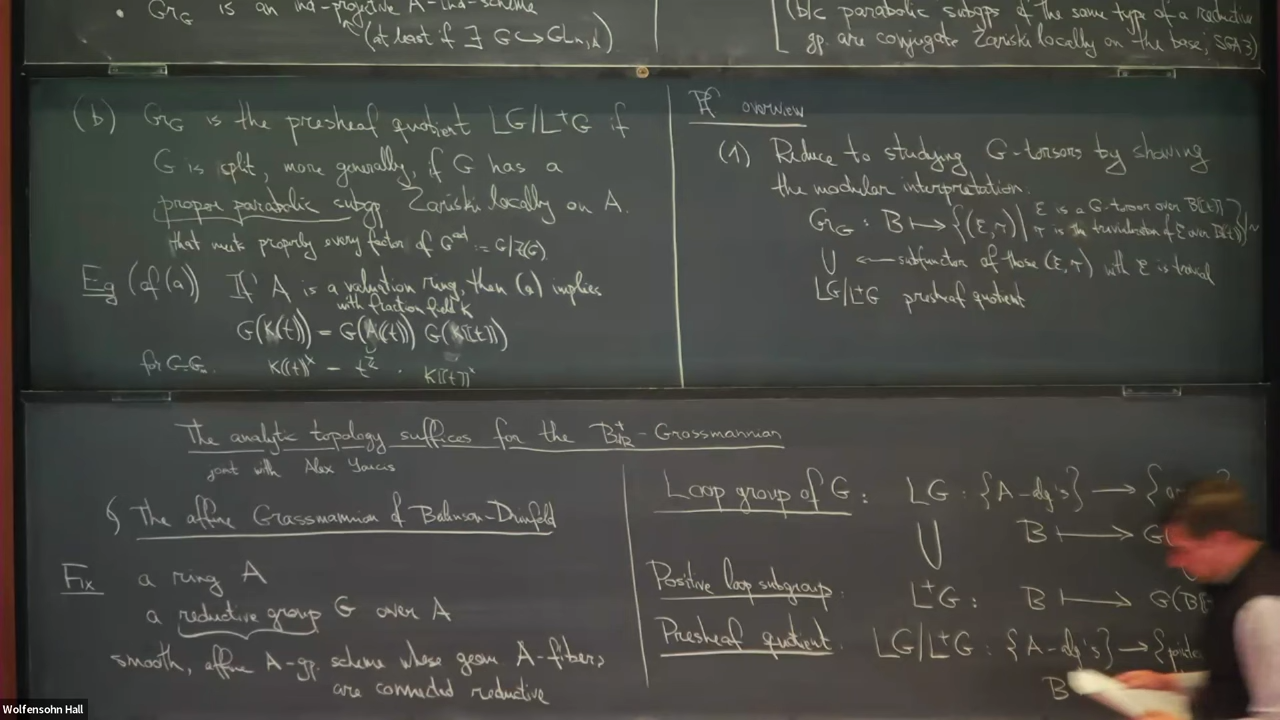 • Gr_G is an ind-projective A-ind-scheme
(at least if ∃ G ↪ GL_{n,A})
(b/c parabolic subgps of the same type of a reductive
gp. are conjugate Zariski locally on the base; SGA3)
(b) Gr_G is the presheaf quotient LG/L⁺G if
G is split, more generally, if G has a
proper parabolic subgp Zariski locally on A.
that meets properly every factor of G^{ad} := G/Z(G)
Eg (of (a)) If A is a valuation ring, then (a) implies
with fraction field K
G(K((t))) = G(A((t))) G(K[[t]])
for G=G_m K((t))^× = t^ℤ · K[[t]]^×
Pf overview
(1) Reduce to studying G-torsors by showing
the modular interpretation.
Gr_G : B ↦ {(E,τ) | E is a G-torsor over B[[t]]
τ is a trivialization of E over B((t))}/~
∪ ← subfunctor of those (E,τ) with E is trivial
LG/L⁺G presheaf quotient
The analytic topology suffices for the B⁺_dR-Grassmannian
joint with Alex Youcis
§ The affine Grassmannian of Beilinson-Drinfeld
Fix a ring A
a reductive group G over A
smooth, affine A-gp. scheme whose geom A-fibers
are connected reductive
Loop group of G : LG : {A-alg's} → {
∪ B ↦ G(
Positive loop subgroup : L⁺G : B ↦ G(B[
Presheaf quotient : LG/L⁺G : {A-alg's} → {pointed
B
Wolfensohn Hall